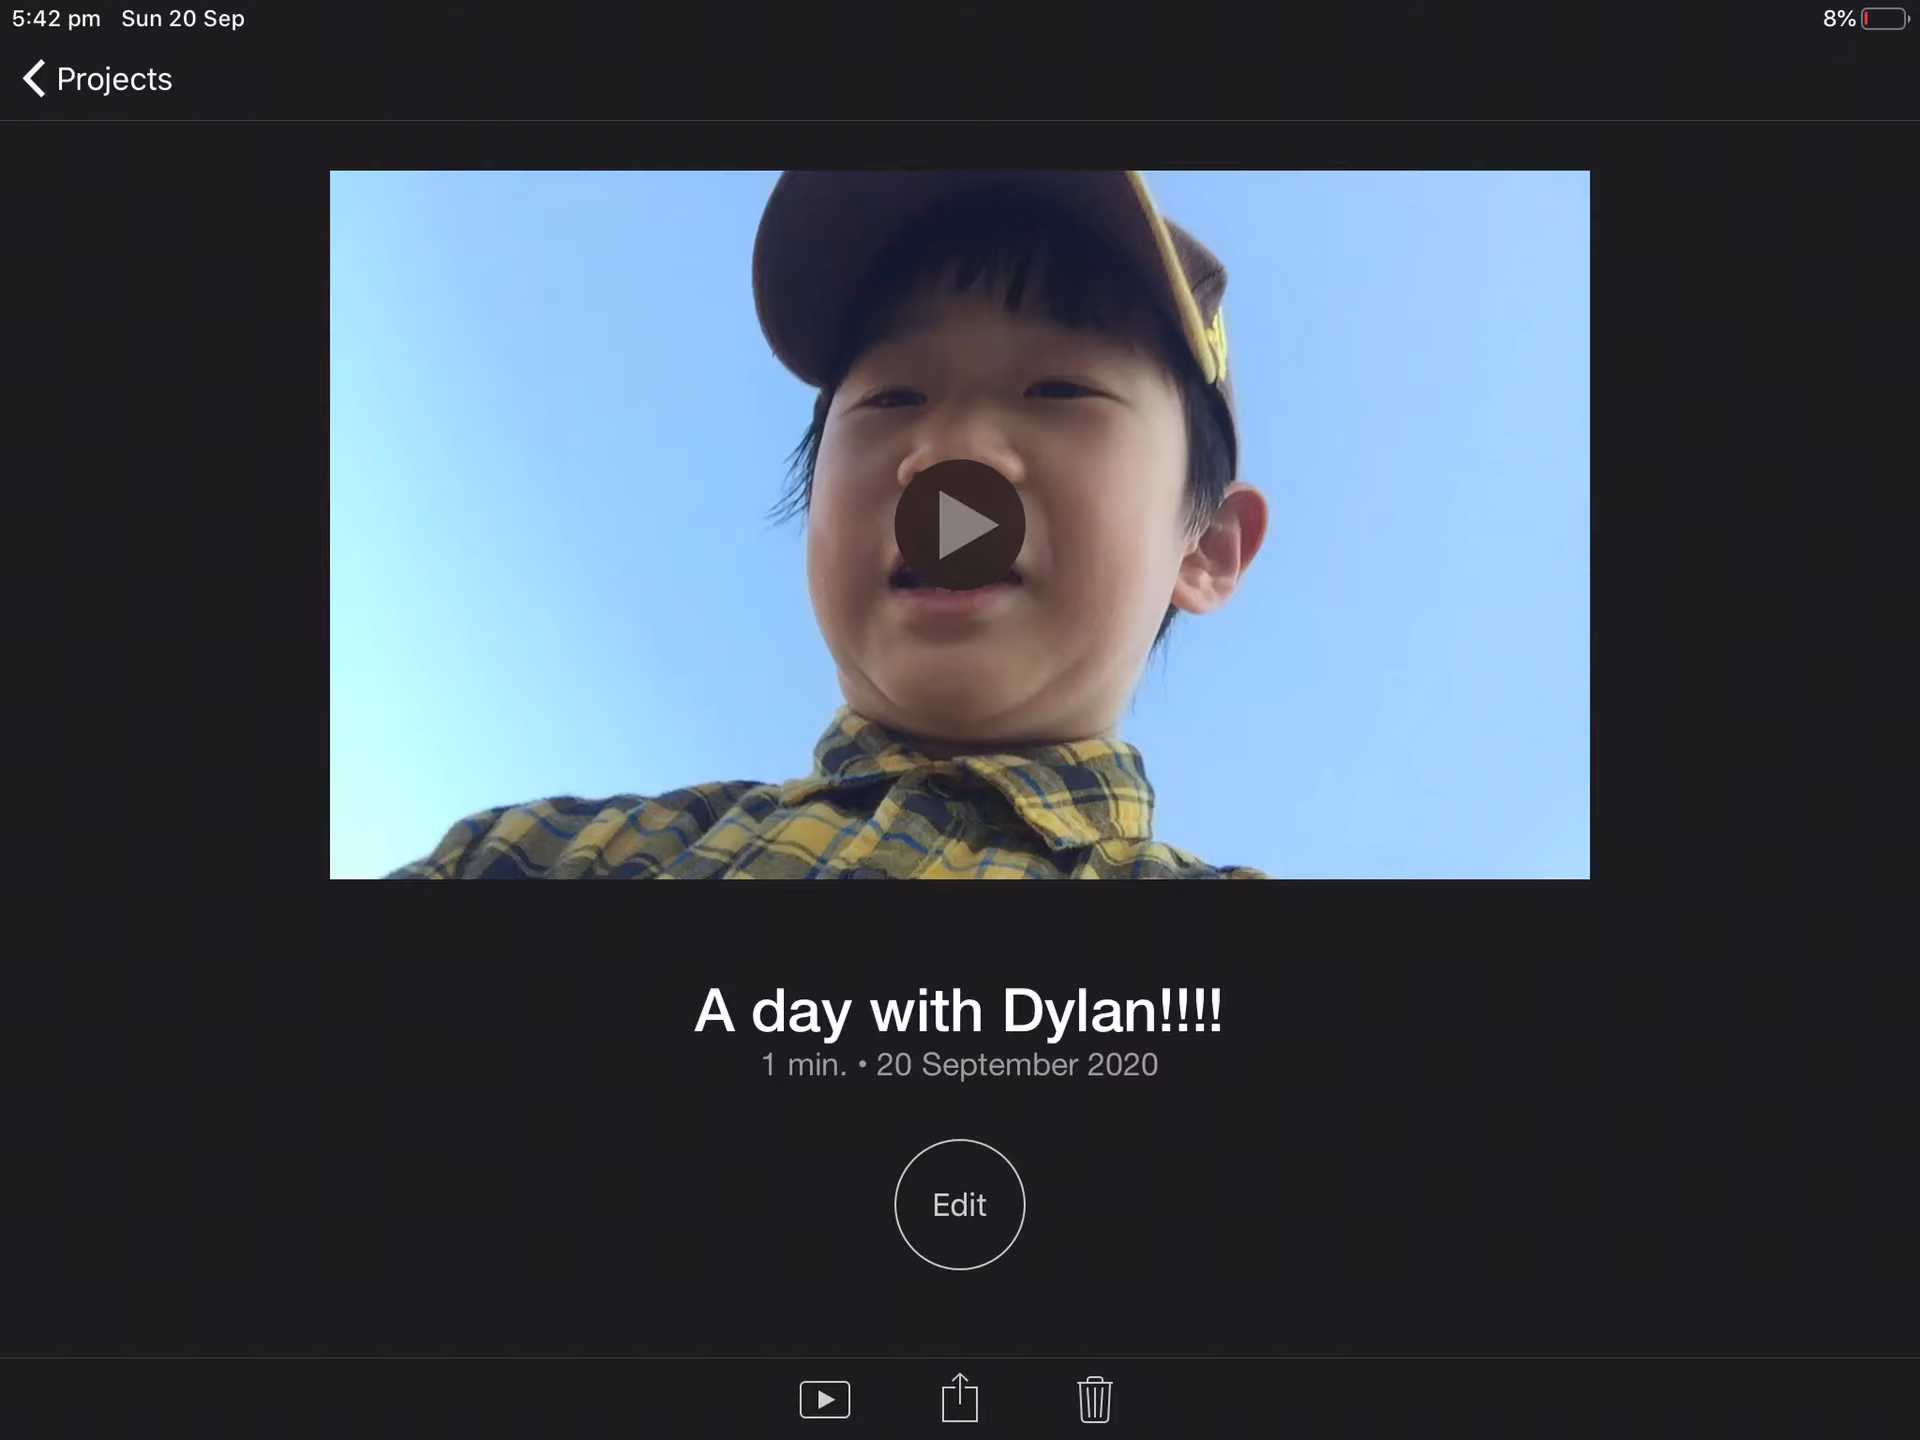 5:42 pm Sun 20 Sep 8%
Projects
A day with Dylan!!!!
1 min. • 20 September 2020
Edit